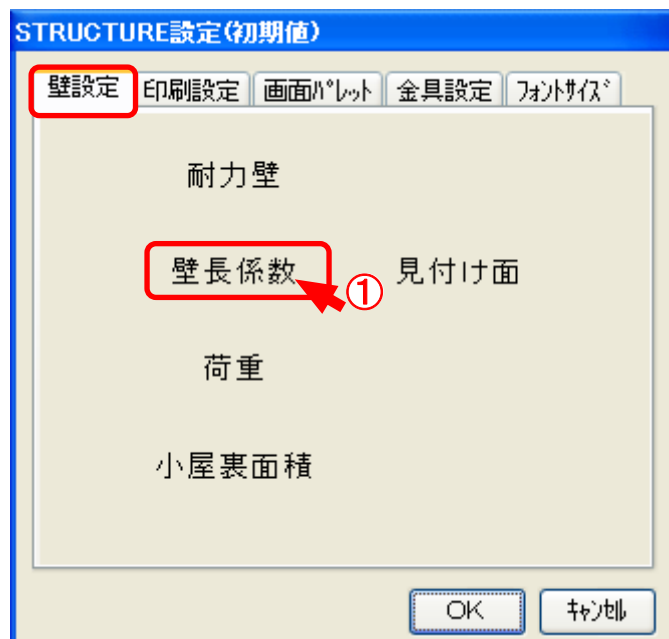 STRUCTURE設定(初期値)
壁設定 印刷設定 画面ﾊﾟﾚｯﾄ 金具設定 ﾌｫﾝﾄｻｲｽﾞ
耐力壁
壁長係数 ① 見付け面
荷重
小屋裏面積
OK ｷｬﾝｾﾙ